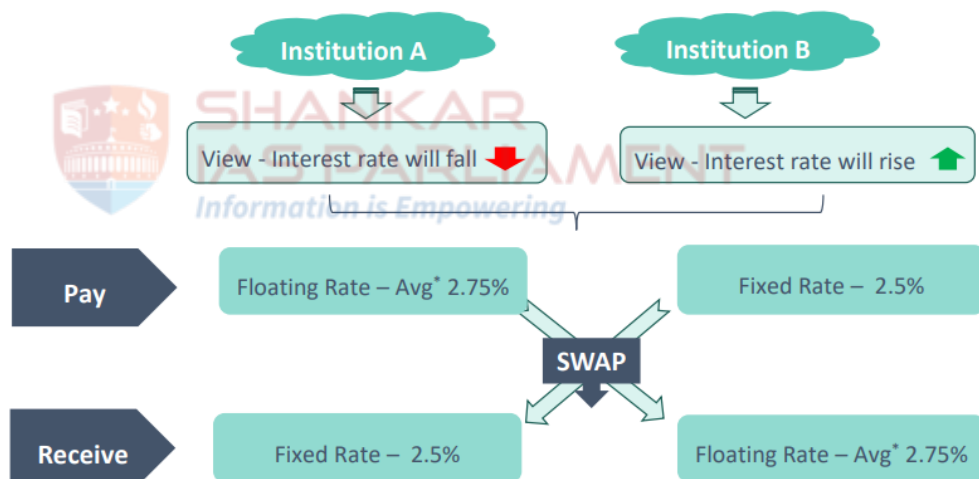 Institution A
Institution B
SHANKAR
IAS PARLIAMENT
Information is Empowering
View - Interest rate will fall
View - Interest rate will rise
Pay
Floating Rate – Avg* 2.75%
Fixed Rate – 2.5%
SWAP
Receive
Fixed Rate – 2.5%
Floating Rate – Avg* 2.75%